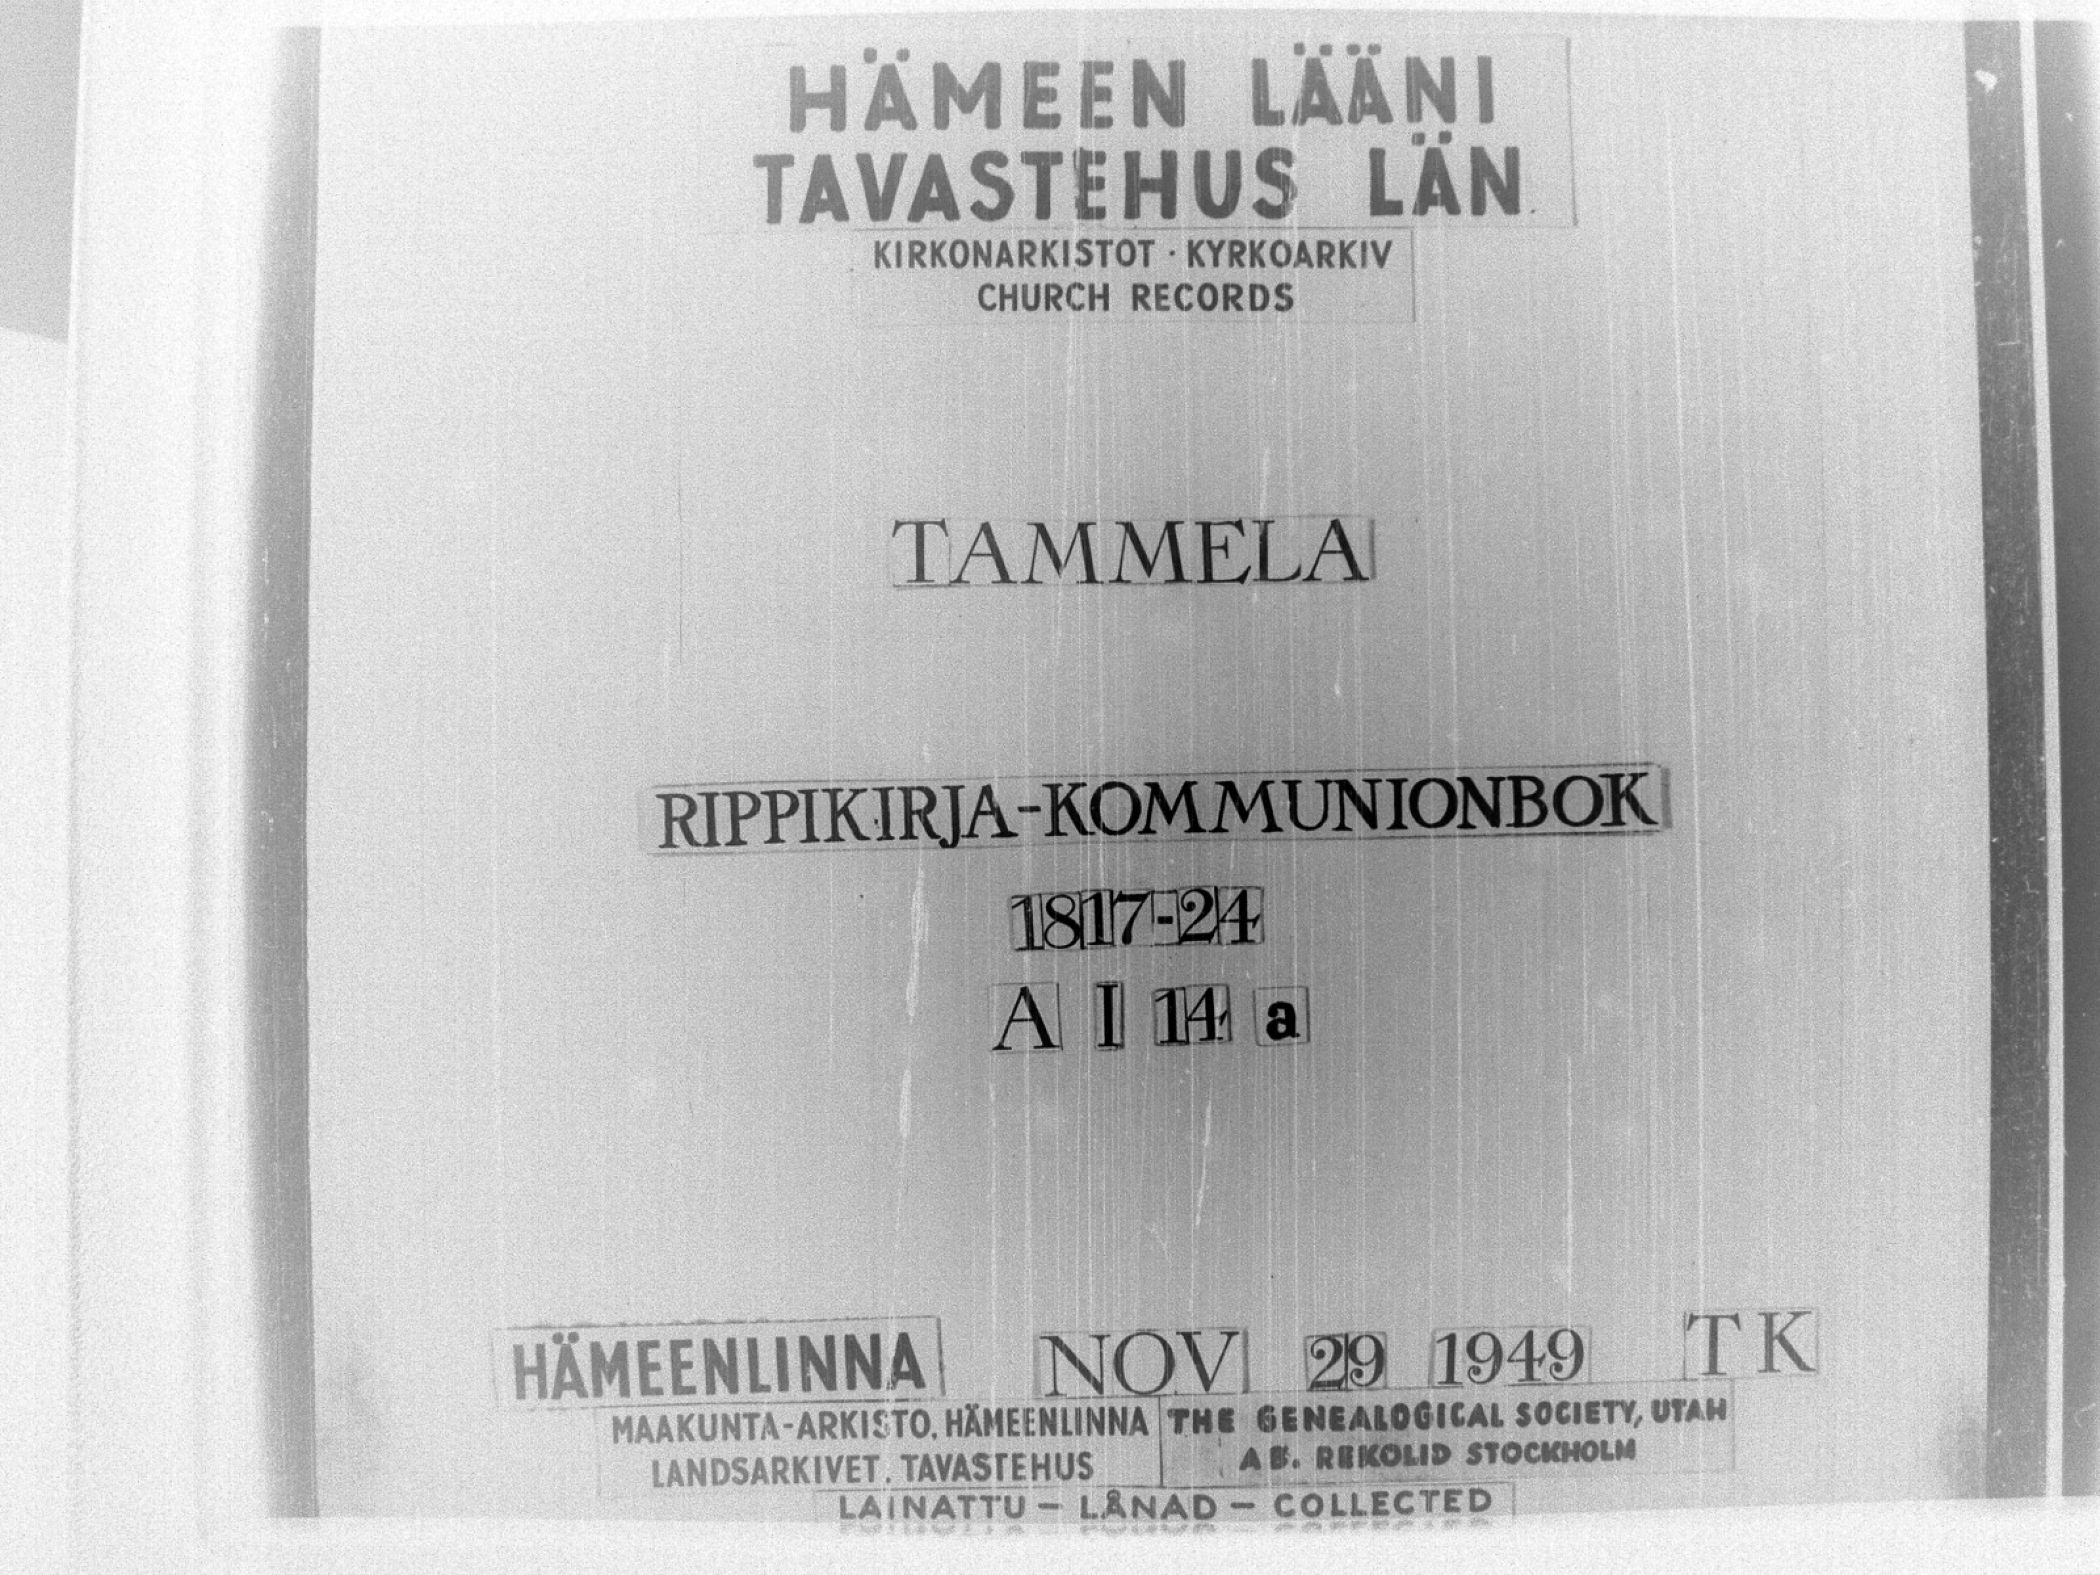 HÄMEEN LÄÄNI
TAVASTEHUS LÄN
KIRKONARKISTOT · KYRKOARKIV
CHURCH RECORDS
TAMMELA
RIPPIKIRJA-KOMMUNIONBOK
1817-24
A I 14 a
HÄMEENLINNA NOV 29 1949 TK
MAAKUNTA-ARKISTO, HÄMEENLINNA
LANDSARKIVET, TAVASTEHUS
THE GENEALOGICAL SOCIETY, UTAH
AB. REKOLID STOCKHOLM
LAINATTU – LÅNAD – COLLECTED